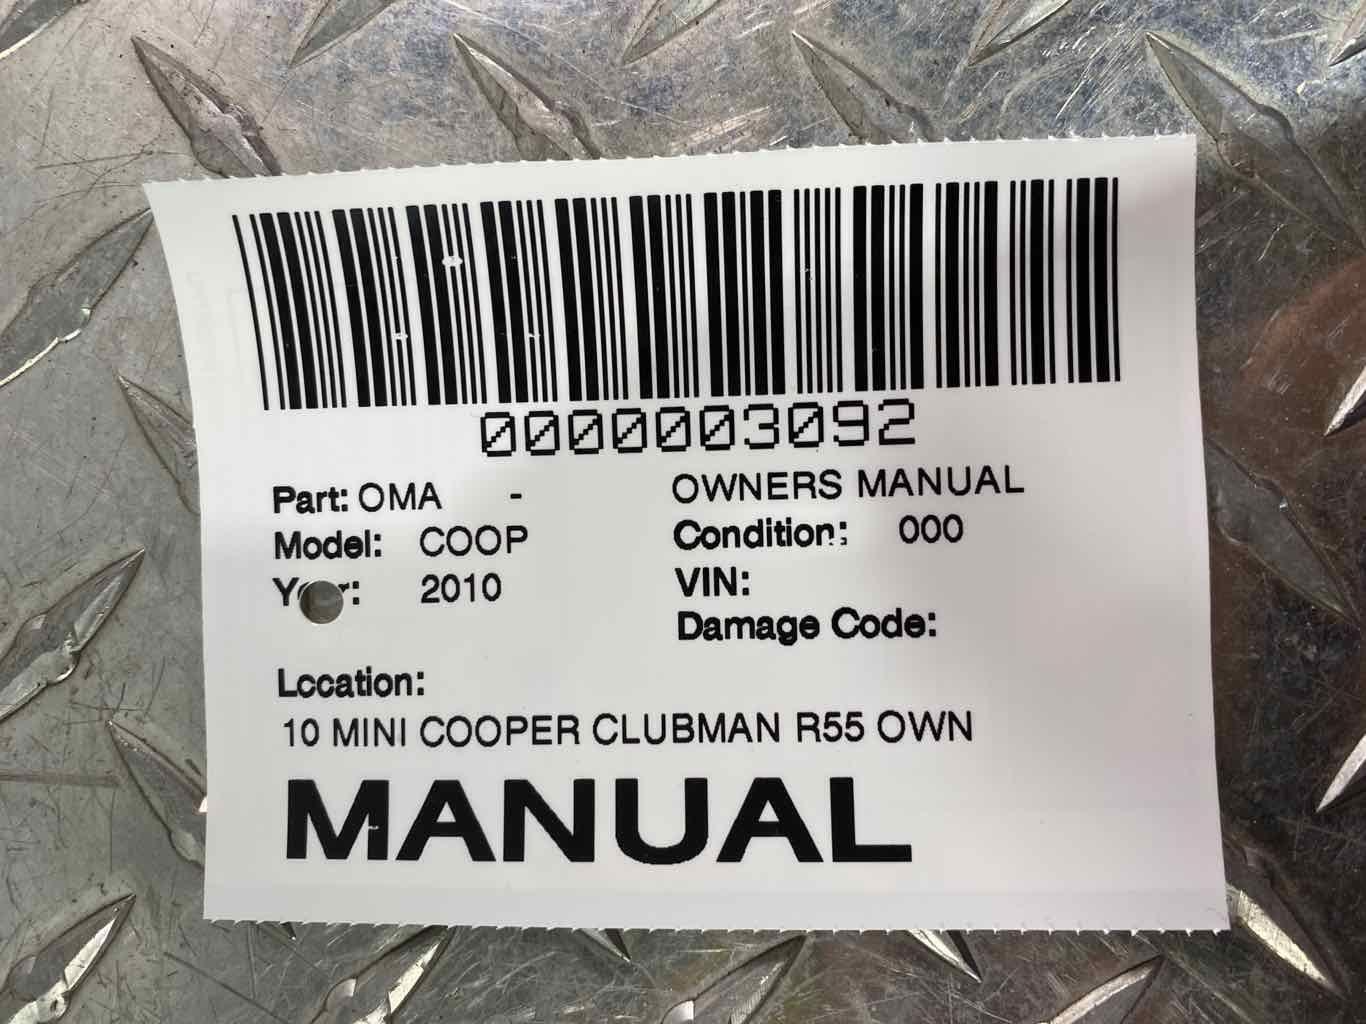 0000003092
Part: OMA - OWNERS MANUAL
Model: COOP Condition: 000
Year: 2010 VIN:
Damage Code:
Location:
10 MINI COOPER CLUBMAN R55 OWN
MANUAL